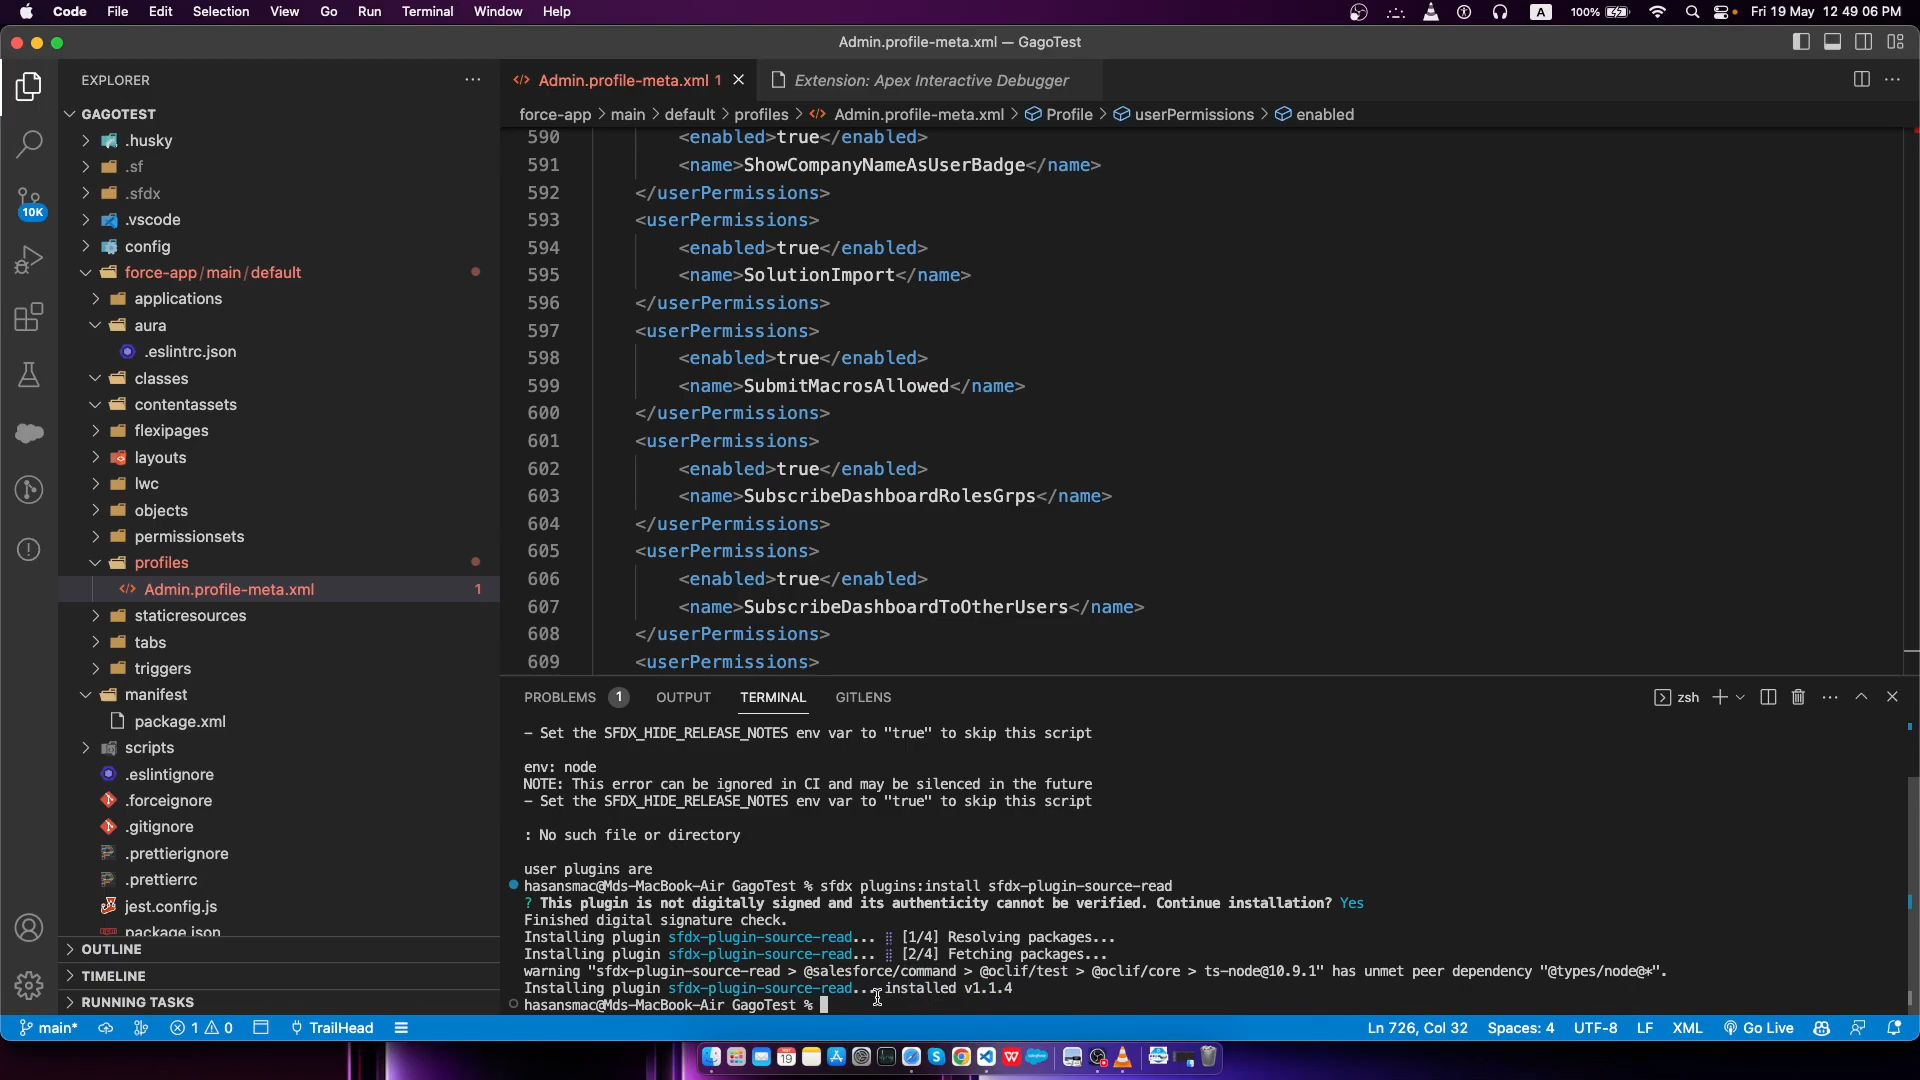 Code File Edit Selection View Go Run Terminal Window Help
A 100% Fri 19 May 12 49 06 PM
Admin.profile-meta.xml — GagoTest
EXPLORER
GAGOTEST
.husky
.sf
.sfdx
.vscode
config
force-app/main/default
applications
aura
.eslintrc.json
classes
contentassets
flexipages
layouts
lwc
objects
permissionsets
profiles
Admin.profile-meta.xml 1
staticresources
tabs
triggers
manifest
package.xml
scripts
.eslintignore
.forceignore
.gitignore
.prettierignore
.prettierrc
jest.config.js
package.json
OUTLINE
TIMELINE
RUNNING TASKS
10K
Admin.profile-meta.xml 1
Extension: Apex Interactive Debugger
force-app > main > default > profiles > Admin.profile-meta.xml > Profile > userPermissions > enabled
590 <enabled>true</enabled>
591 <name>ShowCompanyNameAsUserBadge</name>
592 </userPermissions>
593 <userPermissions>
594 <enabled>true</enabled>
595 <name>SolutionImport</name>
596 </userPermissions>
597 <userPermissions>
598 <enabled>true</enabled>
599 <name>SubmitMacrosAllowed</name>
600 </userPermissions>
601 <userPermissions>
602 <enabled>true</enabled>
603 <name>SubscribeDashboardRolesGrps</name>
604 </userPermissions>
605 <userPermissions>
606 <enabled>true</enabled>
607 <name>SubscribeDashboardToOtherUsers</name>
608 </userPermissions>
609 <userPermissions>
PROBLEMS 1 OUTPUT TERMINAL GITLENS
zsh
- Set the SFDX_HIDE_RELEASE_NOTES env var to "true" to skip this script
env: node
NOTE: This error can be ignored in CI and may be silenced in the future
- Set the SFDX_HIDE_RELEASE_NOTES env var to "true" to skip this script
: No such file or directory
user plugins are
hasansmac@Mds-MacBook-Air GagoTest % sfdx plugins:install sfdx-plugin-source-read
? This plugin is not digitally signed and its authenticity cannot be verified. Continue installation? Yes
Finished digital signature check.
Installing plugin sfdx-plugin-source-read... [1/4] Resolving packages...
Installing plugin sfdx-plugin-source-read... [2/4] Fetching packages...
warning "sfdx-plugin-source-read > @salesforce/command > @oclif/test > @oclif/core > ts-node@10.9.1" has unmet peer dependency "@types/node@*".
Installing plugin sfdx-plugin-source-read... installed v1.1.4
hasansmac@Mds-MacBook-Air GagoTest %
main* 1 0 TrailHead
Ln 726, Col 32 Spaces: 4 UTF-8 LF XML Go Live